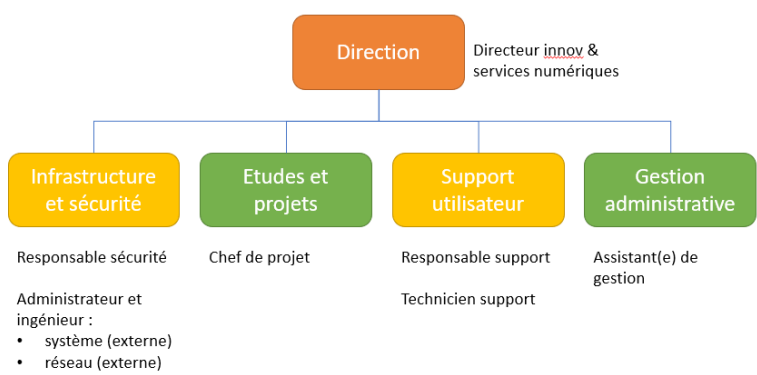 Direction
Directeur innov &
services numériques
Infrastructure
et sécurité
Etudes et
projets
Support
utilisateur
Gestion
administrative
Responsable sécurité
Administrateur et
ingénieur :
• système (externe)
• réseau (externe)
Chef de projet
Responsable support
Technicien support
Assistant(e) de
gestion